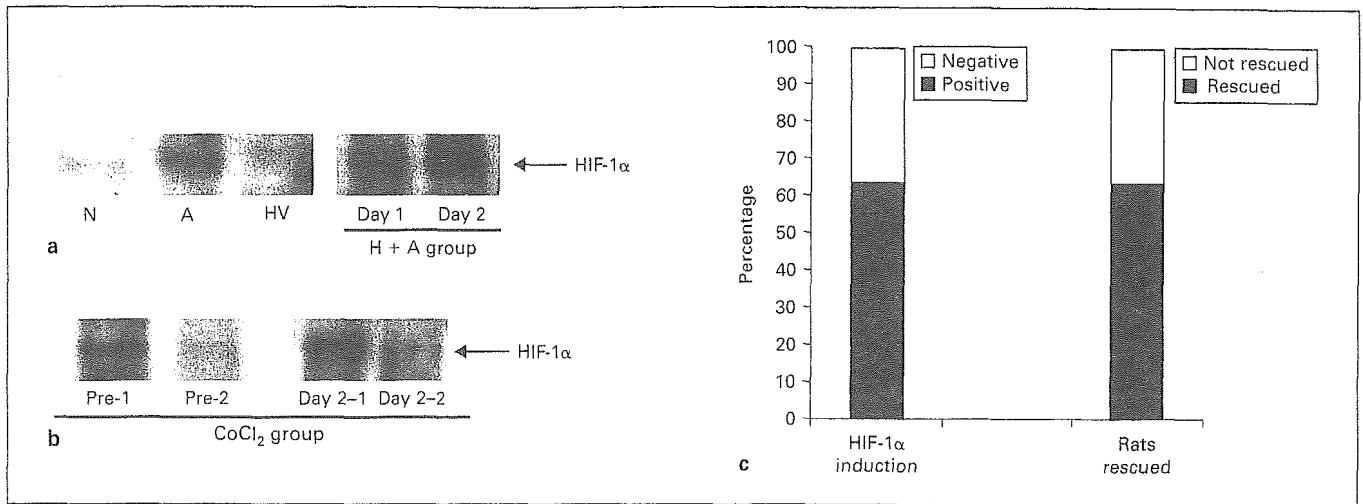 HIF-1α
N A HV Day 1 Day 2
a
H + A group
HIF-1α
Pre-1 Pre-2 Day 2–1 Day 2–2
CoCl₂ group
b
100
90
80
70
60
50
40
30
20
10
0
Percentage
Negative
Positive
Not rescued
Rescued
HIF-1α
induction
Rats
rescued
c